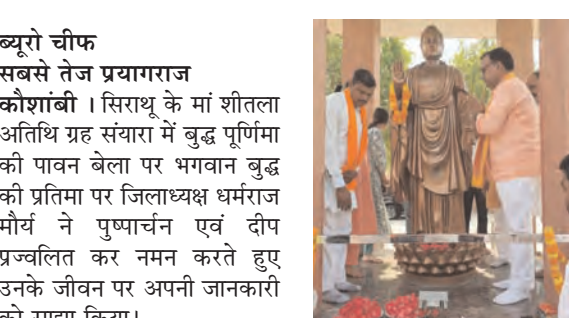 ब्यूरो चीफ
सबसे तेज प्रयागराज
कौशांबी । सिराथू के मां शीतला
अतिथि ग्रह संयारा में बुद्ध पूर्णिमा
की पावन बेला पर भगवान बुद्ध
की प्रतिमा पर जिलाध्यक्ष धर्मराज
मौर्य ने पुष्पार्चन एवं दीप
प्रज्वलित कर नमन करते हुए
उनके जीवन पर अपनी जानकारी
को साझा किया।